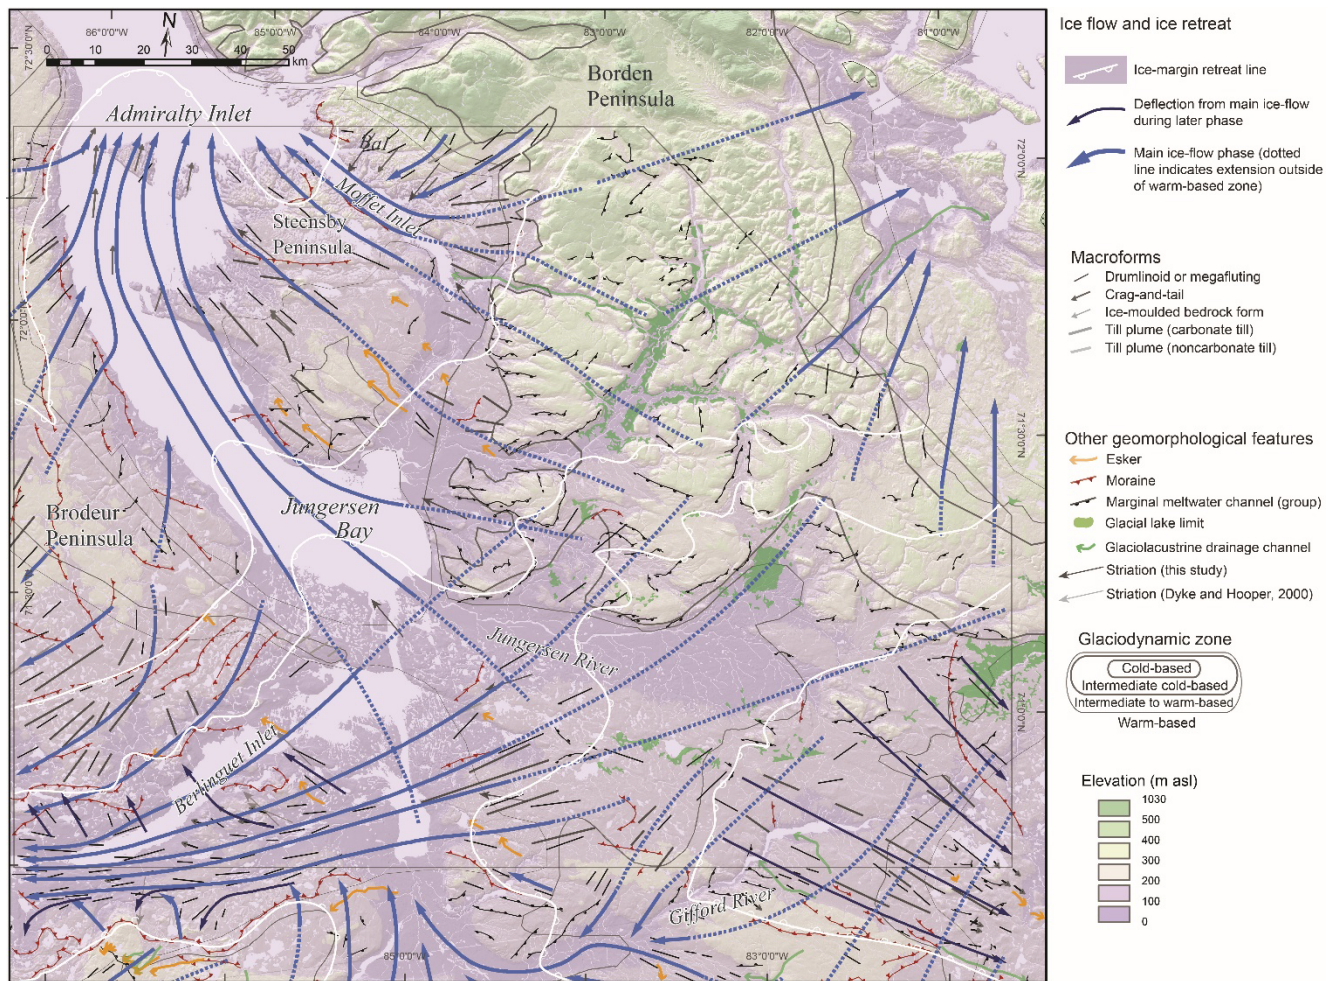 86°0'0"W
85°0'0"W
84°0'0"W
83°0'0"W
82°0'0"W
81°0'0"W
N
0 10 20 30 40 50
km
72°30'0"N
Borden
Peninsula
Admiralty Inlet
Bal
72°0'0"N
Moffet Inlet
Steensby
Peninsula
72°0'0"N
71°30'0"N
Jungersen
Bay
Brodeur
Peninsula
Jungersen River
Berlinguet Inlet
Gifford River
85°0'0"W
83°0'0"W
Ice flow and ice retreat
Ice-margin retreat line
Deflection from main ice-flow
during later phase
Main ice-flow phase (dotted
line indicates extension outside
of warm-based zone)
Macroforms
Drumlinoid or megafluting
Crag-and-tail
Ice-moulded bedrock form
Till plume (carbonate till)
Till plume (noncarbonate till)
Other geomorphological features
Esker
Moraine
Marginal meltwater channel (group)
Glacial lake limit
Glaciolacustrine drainage channel
Striation (this study)
Striation (Dyke and Hooper, 2000)
Glaciodynamic zone
Cold-based
Intermediate cold-based
Intermediate to warm-based
Warm-based
Elevation (m asl)
1030
500
400
300
200
100
0